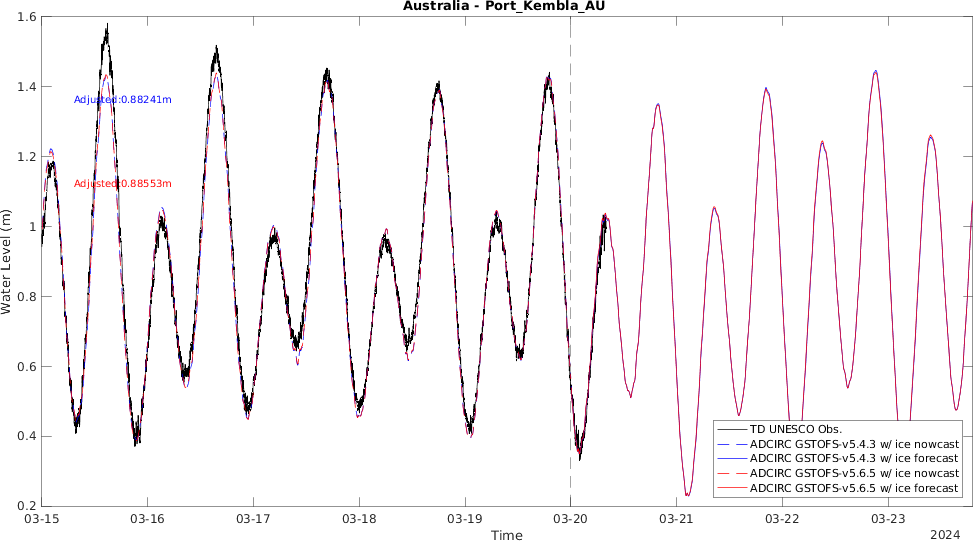 Australia - Port_Kembla_AU
1.6
1.4
1.2
1
0.8
0.6
0.4
0.2
Water Level (m)
Adjusted:0.88241m
Adjusted:0.88553m
TD UNESCO Obs.
ADCIRC GSTOFS-v5.4.3 w/ ice nowcast
ADCIRC GSTOFS-v5.4.3 w/ ice forecast
ADCIRC GSTOFS-v5.6.5 w/ ice nowcast
ADCIRC GSTOFS-v5.6.5 w/ ice forecast
03-15 03-16 03-17 03-18 03-19 03-20 03-21 03-22 03-23
Time
2024